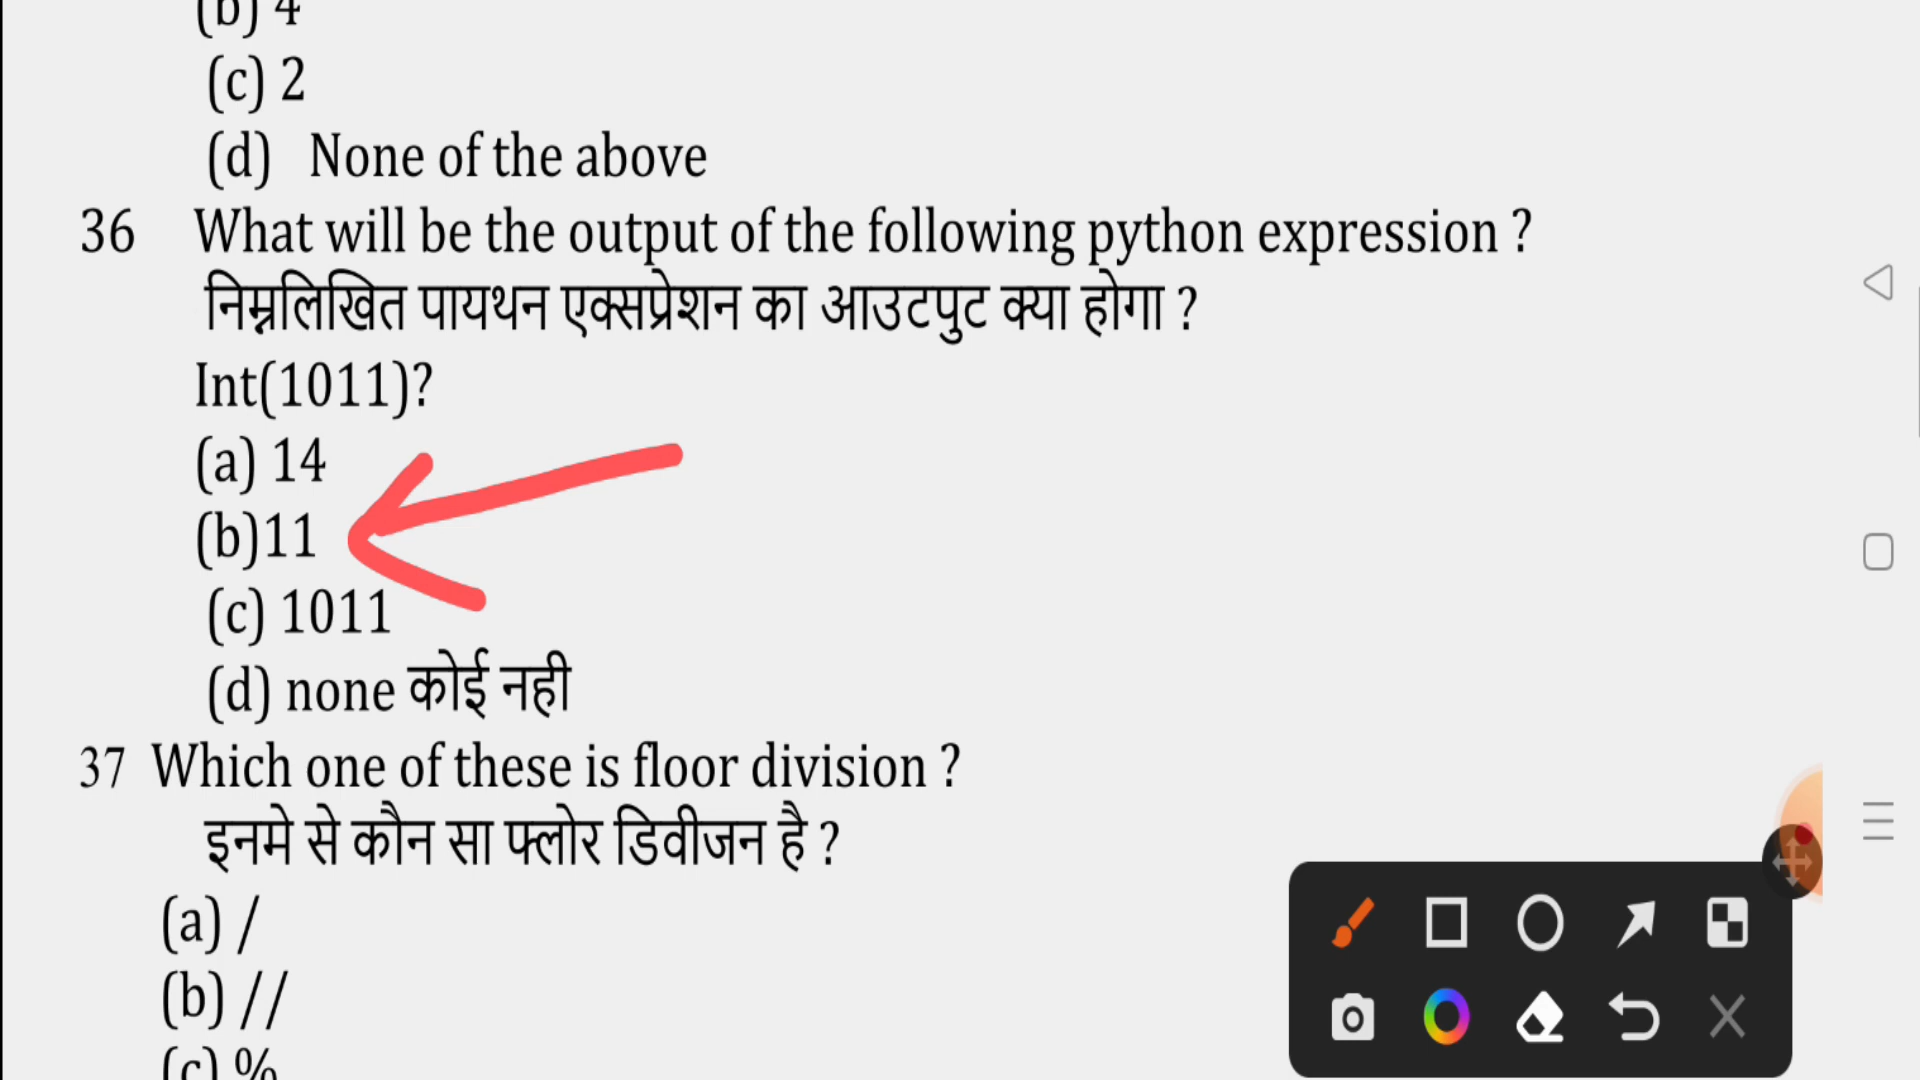 (b) 4
(c) 2
(d) None of the above
36 What will be the output of the following python expression ?
निम्नलिखित पायथन एक्सप्रेशन का आउटपुट क्या होगा ?
Int(1011)?
(a) 14
(b)11
(c) 1011
(d) none कोई नही
37 Which one of these is floor division ?
इनमे से कौन सा फ्लोर डिवीजन है ?
(a) /
(b) //
(c) %